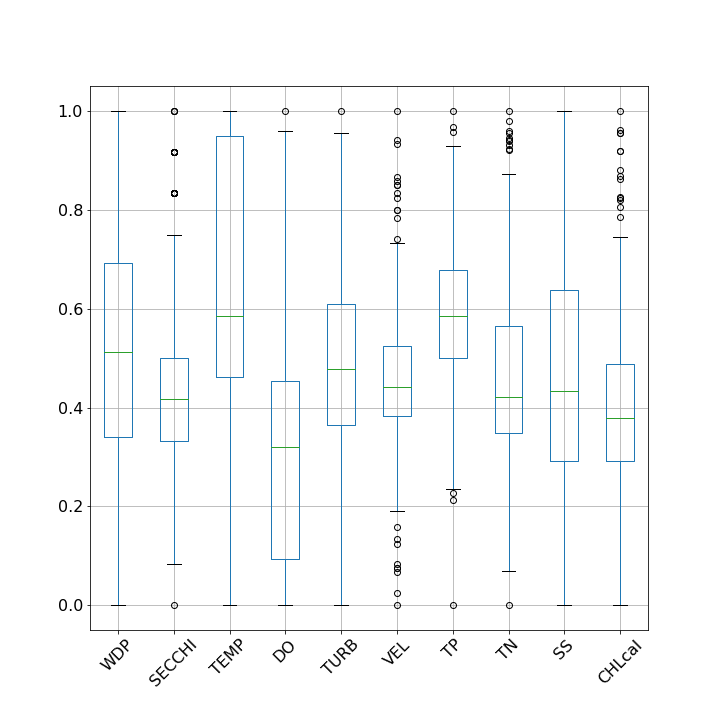 1.0
0.8
0.6
0.4
0.2
0.0
WDP
SECCHI
TEMP
DO
TURB
VEL
TP
TN
SS
CHLcal